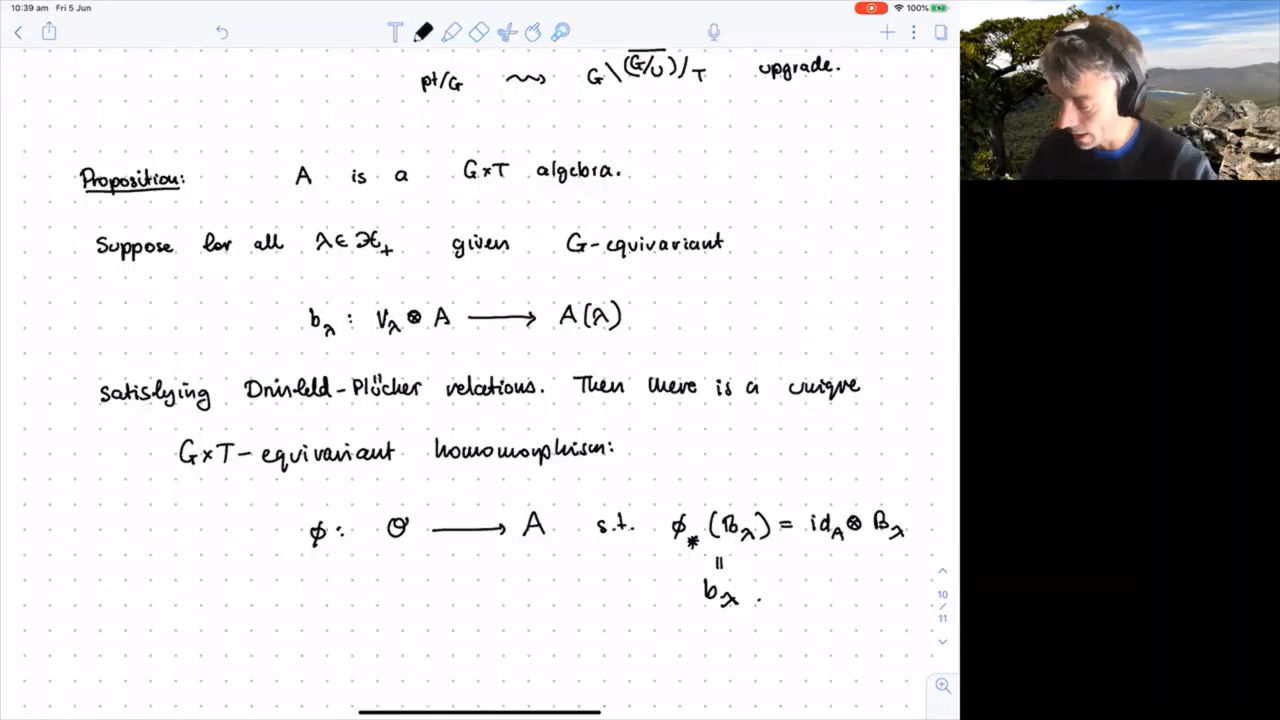 10:39 am Fri 5 Jun
100%
pt/G ⇝ G\(\overline{G/U})/T upgrade.
Proposition: A is a G×T algebra.
Suppose for all λ∈𝔛₊ given G-equivariant
b_λ : V_λ ⊗ A ⟶ A(λ)
satisfying Drinfeld-Plücker relations. Then there is a unique
G×T-equivariant homomorphism:
φ: 𝒪 ⟶ A s.t. φ_*(B_λ) = id_A ⊗ B_λ
=
b_λ .
10
/
11